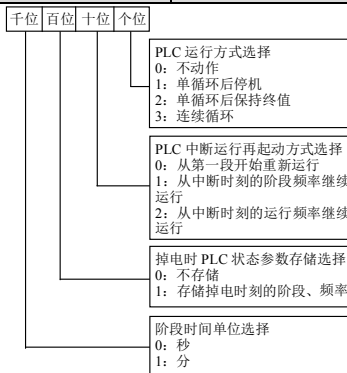 千位 百位 十位 个位
PLC 运行方式选择
0：不动作
1：单循环后停机
2：单循环后保持终值
3：连续循环
PLC 中断运行再起动方式选择
0：从第一段开始重新运行
1：从中断时刻的阶段频率继续
运行
2：从中断时刻的运行频率继续
运行
掉电时 PLC 状态参数存储选择
0：不存储
1：存储掉电时刻的阶段、频率
阶段时间单位选择
0：秒
1：分